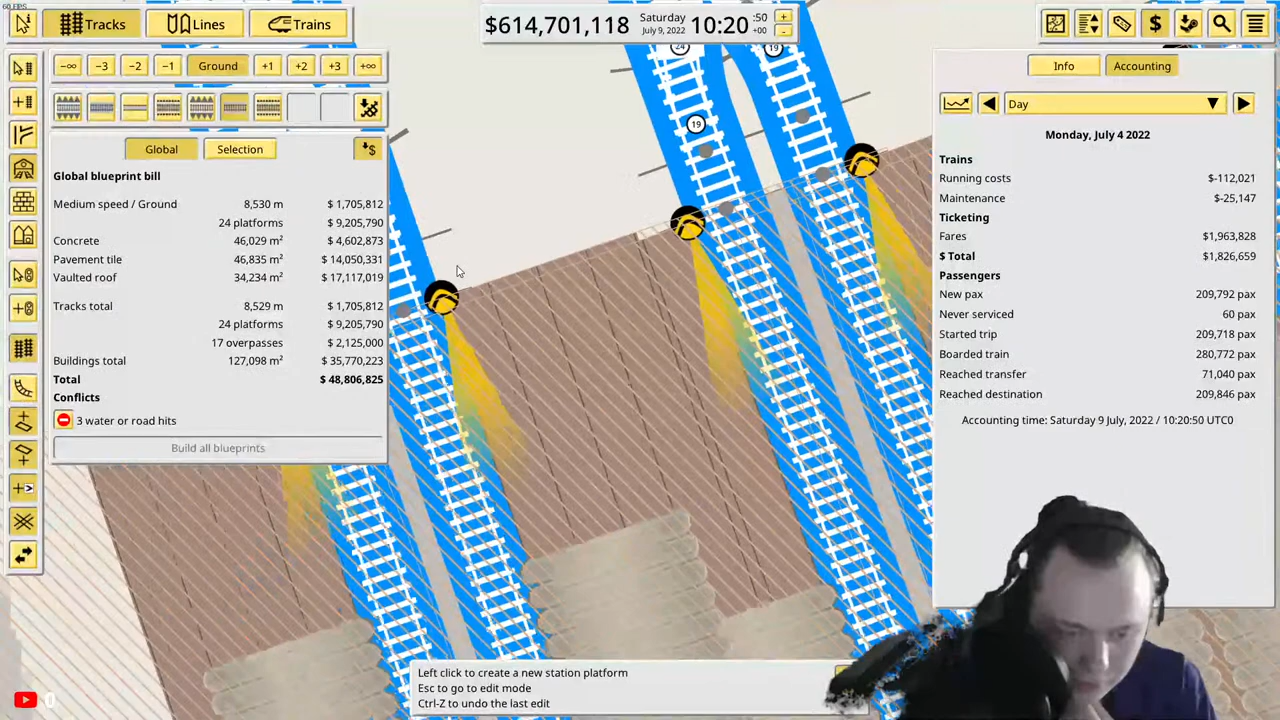 60 FPS
Tracks
Lines
Trains
$614,701,118
Saturday
July 9, 2022
10:20
:50
+00
+
-
$
−∞
−3
−2
−1
Ground
+1
+2
+3
+∞
Global
Selection
$
Global blueprint bill
Medium speed / Ground 8,530 m $ 1,705,812
24 platforms $ 9,205,790
Concrete 46,029 m² $ 4,602,873
Pavement tile 46,835 m² $ 14,050,331
Vaulted roof 34,234 m² $ 17,117,019
Tracks total 8,529 m $ 1,705,812
24 platforms $ 9,205,790
17 overpasses $ 2,125,000
Buildings total 127,098 m² $ 35,770,223
Total $ 48,806,825
Conflicts
3 water or road hits
Build all blueprints
24
19
19
Info
Accounting
Day
Monday, July 4 2022
Trains
Running costs $-112,021
Maintenance $-25,147
Ticketing
Fares $1,963,828
$ Total $1,826,659
Passengers
New pax 209,792 pax
Never serviced 60 pax
Started trip 209,718 pax
Boarded train 280,772 pax
Reached transfer 71,040 pax
Reached destination 209,846 pax
Accounting time: Saturday 9 July, 2022 / 10:20:50 UTC0
Left click to create a new station platform
Esc to go to edit mode
Ctrl-Z to undo the last edit
0